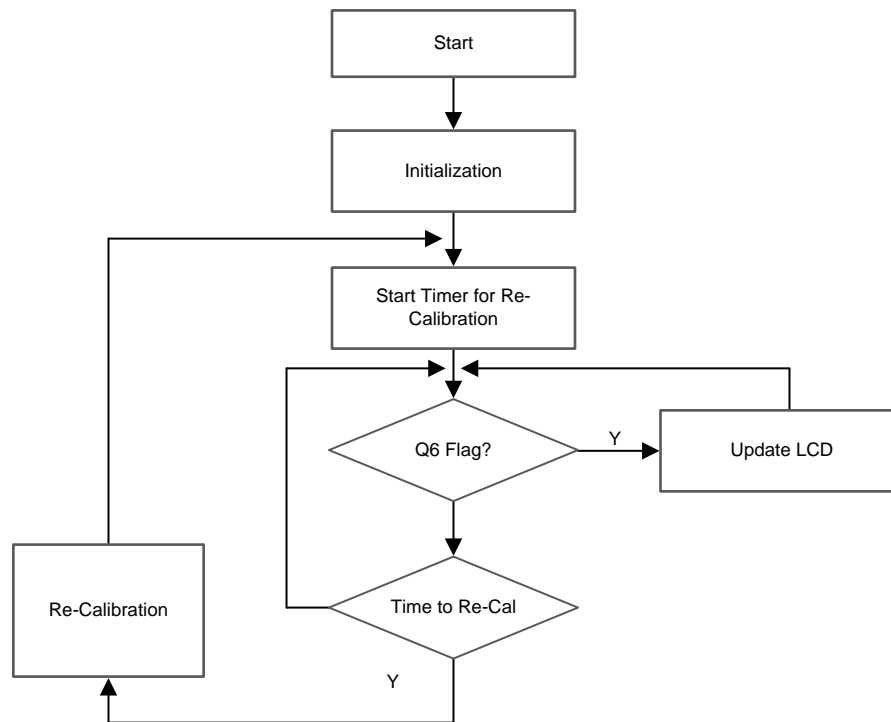 Start
Initialization
Start Timer for Re-
Calibration
Q6 Flag?
Y
Update LCD
Re-Calibration
Time to Re-Cal
Y